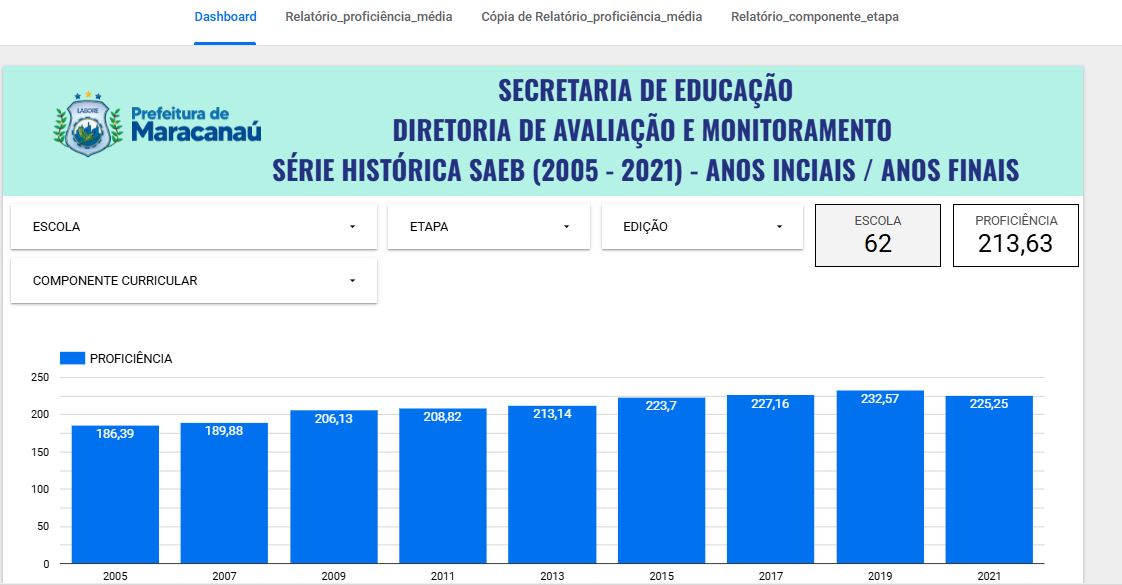 Dashboard Relatório_proficiência_média Cópia de Relatório_proficiência_média Relatório_componente_etapa
LABORE
Prefeitura de
Maracanaú
SECRETARIA DE EDUCAÇÃO
DIRETORIA DE AVALIAÇÃO E MONITORAMENTO
SÉRIE HISTÓRICA SAEB (2005 - 2021) - ANOS INCIAIS / ANOS FINAIS
ESCOLA ETAPA EDIÇÃO
ESCOLA
62
PROFICIÊNCIA
213,63
COMPONENTE CURRICULAR
PROFICIÊNCIA
250
200
150
100
50
0
186,39 189,88 206,13 208,82 213,14 223,7 227,16 232,57 225,25
2005 2007 2009 2011 2013 2015 2017 2019 2021